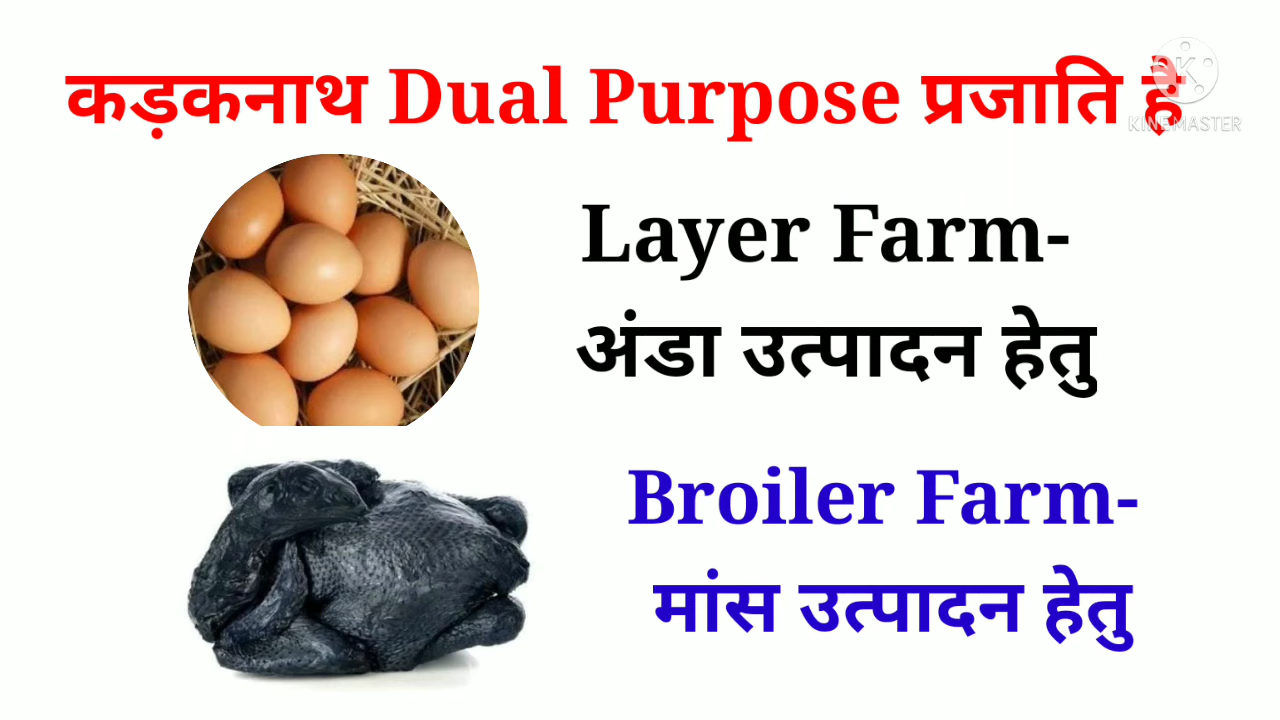 कड़कनाथ Dual Purpose प्रजाति है
KINEMASTER
Layer Farm-
अंडा उत्पादन हेतु
Broiler Farm-
मांस उत्पादन हेतु